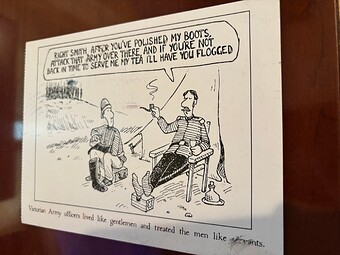 RIGHT SMITH, AFTER YOU'VE POLISHED MY BOOTS,
ATTACK THAT ARMY OVER THERE AND IF YOU'RE NOT
BACK IN TIME TO SERVE ME MY TEA I'LL HAVE YOU FLOGGED
Victorian Army officers lived like gentlemen and treated the men like servants.